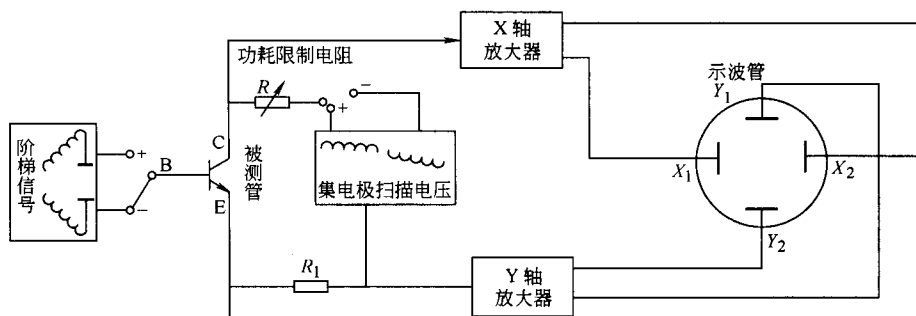 X 轴
放大器
功耗限制电阻
示波管
Y₁
R
+
−
阶梯信号
+
−
B
C
E
被测管
集电极扫描电压
X₁
X₂
Y₂
R₁
Y 轴
放大器